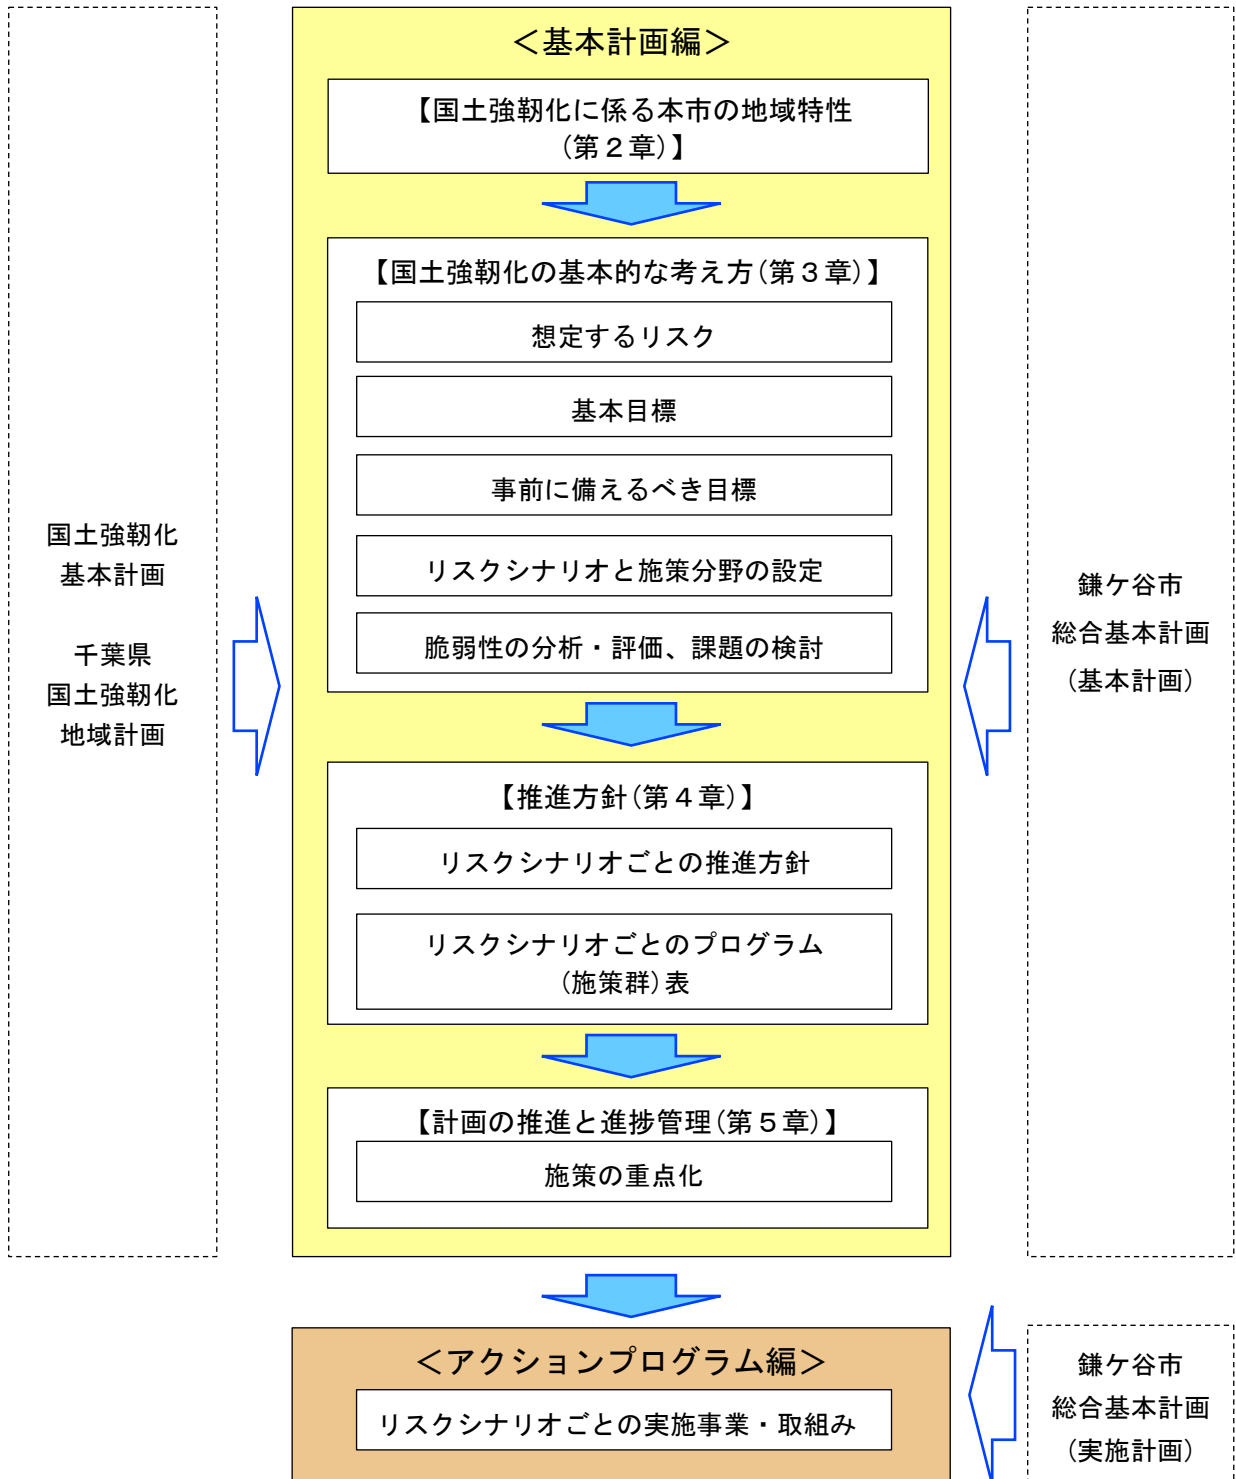 ＜基本計画編＞
【国土強靱化に係る本市の地域特性
(第２章)】
【国土強靱化の基本的な考え方(第３章)】
想定するリスク
基本目標
事前に備えるべき目標
リスクシナリオと施策分野の設定
脆弱性の分析・評価、課題の検討
【推進方針(第４章)】
リスクシナリオごとの推進方針
リスクシナリオごとのプログラム
(施策群)表
【計画の推進と進捗管理(第５章)】
施策の重点化
国土強靱化
基本計画
千葉県
国土強靱化
地域計画
鎌ケ谷市
総合基本計画
(基本計画)
＜アクションプログラム編＞
リスクシナリオごとの実施事業・取組み
鎌ケ谷市
総合基本計画
(実施計画)